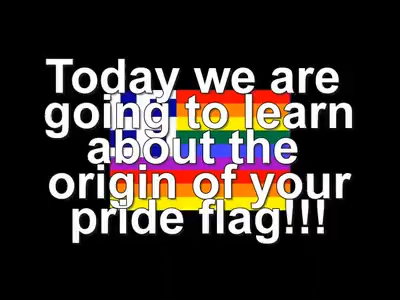 Today we are
going to learn
about the
origin of your
pride flag!!!